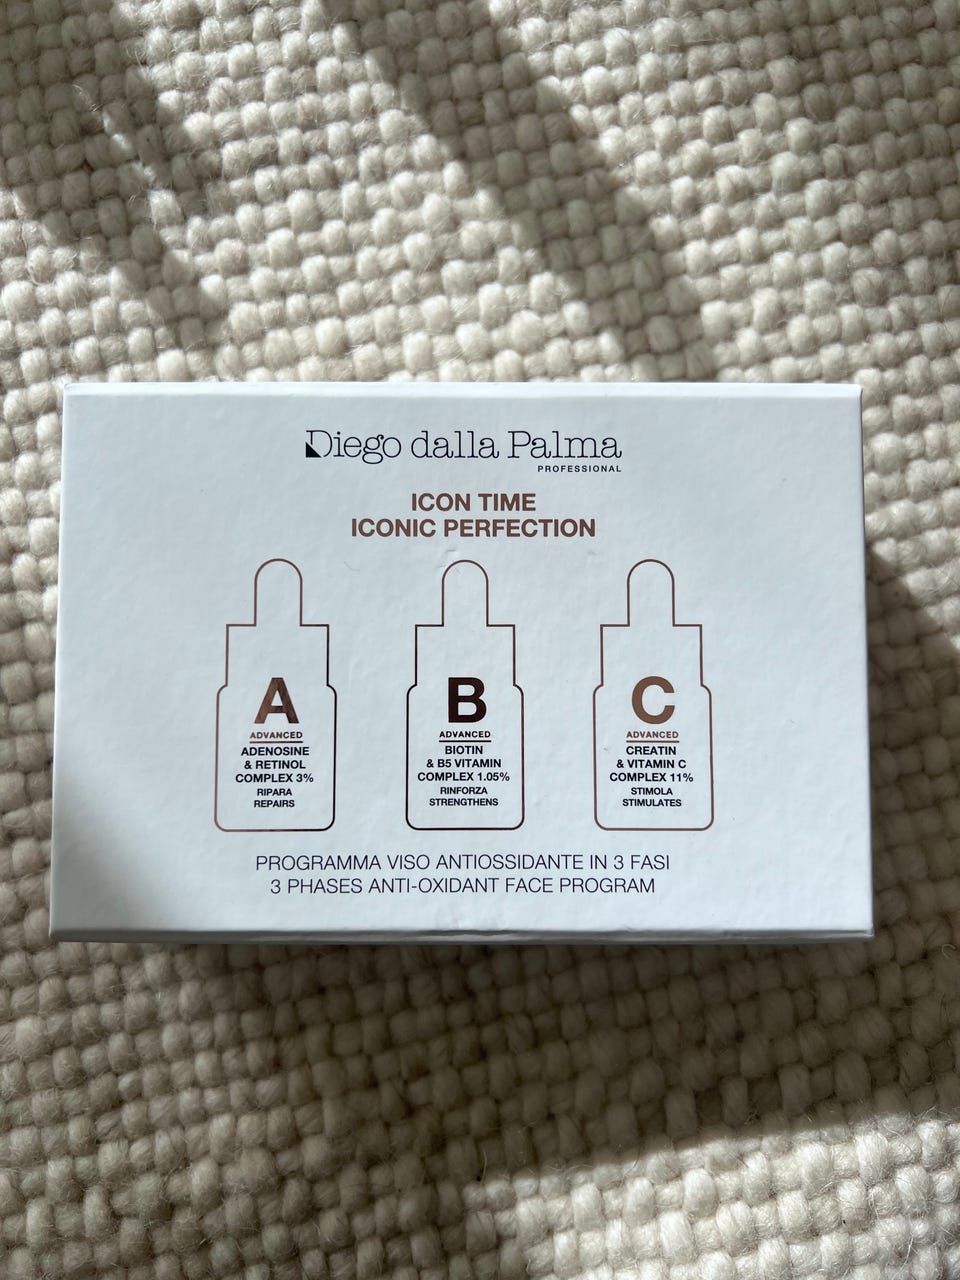 Diego dalla Palma
PROFESSIONAL
ICON TIME
ICONIC PERFECTION
A
ADVANCED
ADENOSINE
& RETINOL
COMPLEX 3%
RIPARA
REPAIRS
B
ADVANCED
BIOTIN
& B5 VITAMIN
COMPLEX 1.05%
RINFORZA
STRENGTHENS
C
ADVANCED
CREATIN
& VITAMIN C
COMPLEX 11%
STIMOLA
STIMULATES
PROGRAMMA VISO ANTIOSSIDANTE IN 3 FASI
3 PHASES ANTI-OXIDANT FACE PROGRAM